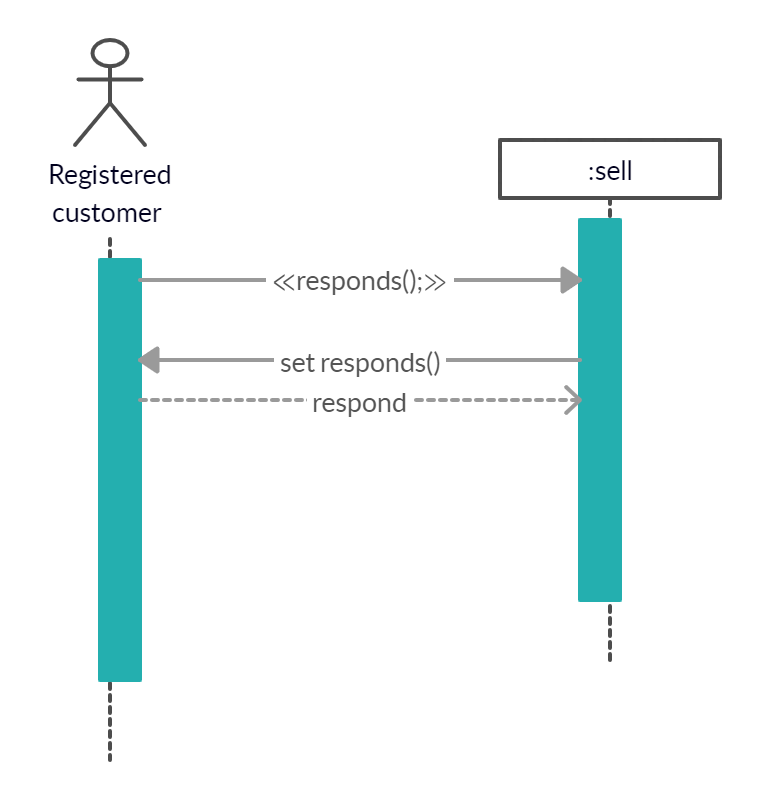 Registered
customer
:sell
≪responds();≫
set responds()
respond